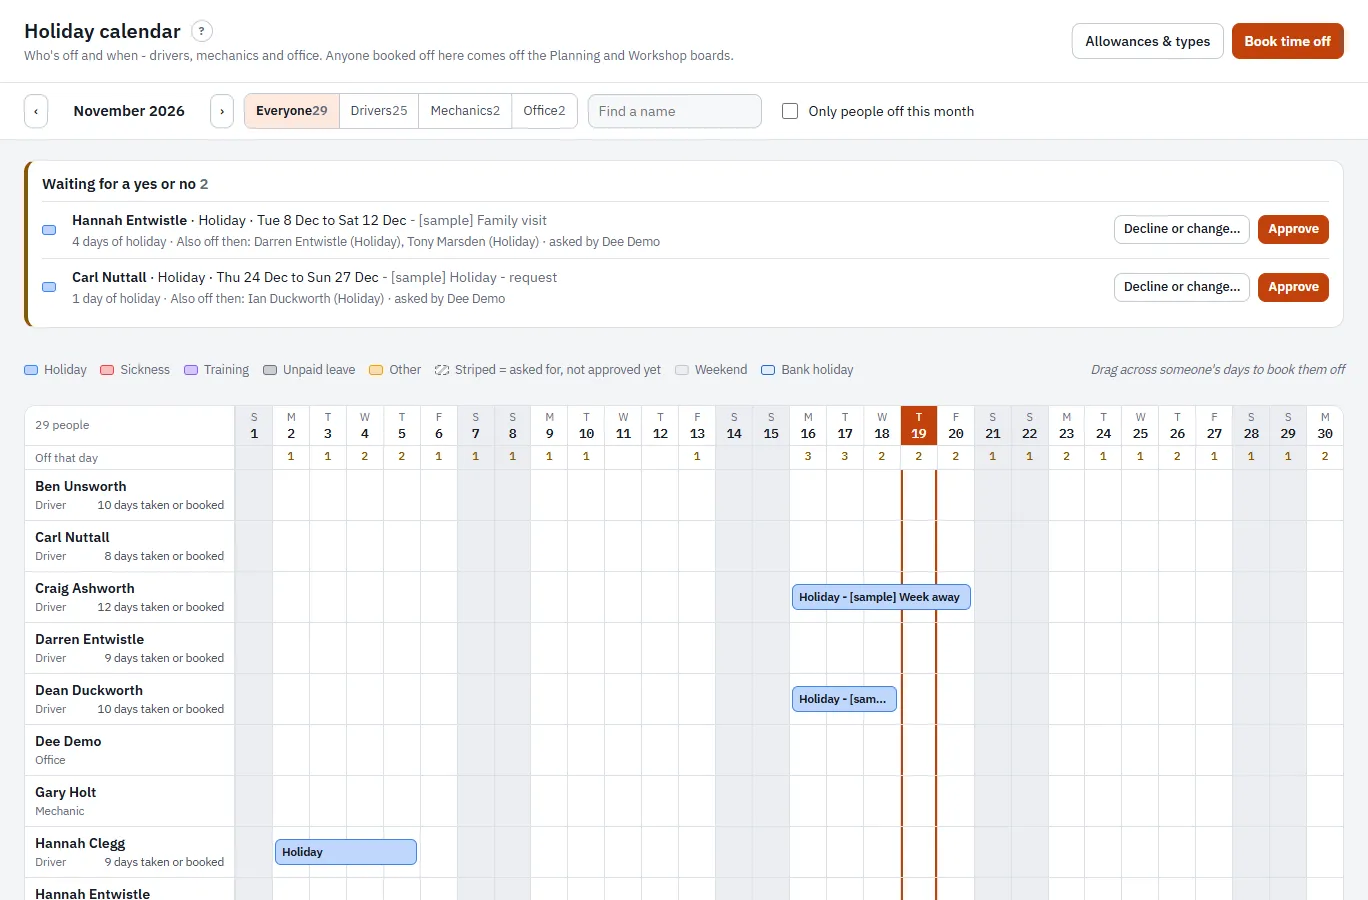 Holiday calendar ?
Who's off and when - drivers, mechanics and office. Anyone booked off here comes off the Planning and Workshop boards.
Allowances & types
Book time off
‹ November 2026 ›
Everyone29 Drivers25 Mechanics2 Office2
Find a name
Only people off this month
Waiting for a yes or no 2
Hannah Entwistle · Holiday · Tue 8 Dec to Sat 12 Dec - [sample] Family visit
4 days of holiday · Also off then: Darren Entwistle (Holiday), Tony Marsden (Holiday) · asked by Dee Demo
Decline or change... Approve
Carl Nuttall · Holiday · Thu 24 Dec to Sun 27 Dec - [sample] Holiday - request
1 day of holiday · Also off then: Ian Duckworth (Holiday) · asked by Dee Demo
Decline or change... Approve
Holiday Sickness Training Unpaid leave Other Striped = asked for, not approved yet Weekend Bank holiday
Drag across someone's days to book them off
29 people
S M T W T F S S M T W T F S S M T W T F S S M T W T F S S M
1 2 3 4 5 6 7 8 9 10 11 12 13 14 15 16 17 18 19 20 21 22 23 24 25 26 27 28 29 30
Off that day 1 1 2 2 1 1 1 1 1 1 3 3 2 2 2 1 1 2 1 1 2 1 1 1 2
Ben Unsworth
Driver 10 days taken or booked
Carl Nuttall
Driver 8 days taken or booked
Craig Ashworth
Driver 12 days taken or booked
Holiday - [sample] Week away
Darren Entwistle
Driver 9 days taken or booked
Dean Duckworth
Driver 10 days taken or booked
Holiday - [sam...
Dee Demo
Office
Gary Holt
Mechanic
Hannah Clegg
Driver 9 days taken or booked
Holiday
Hannah Entwistle